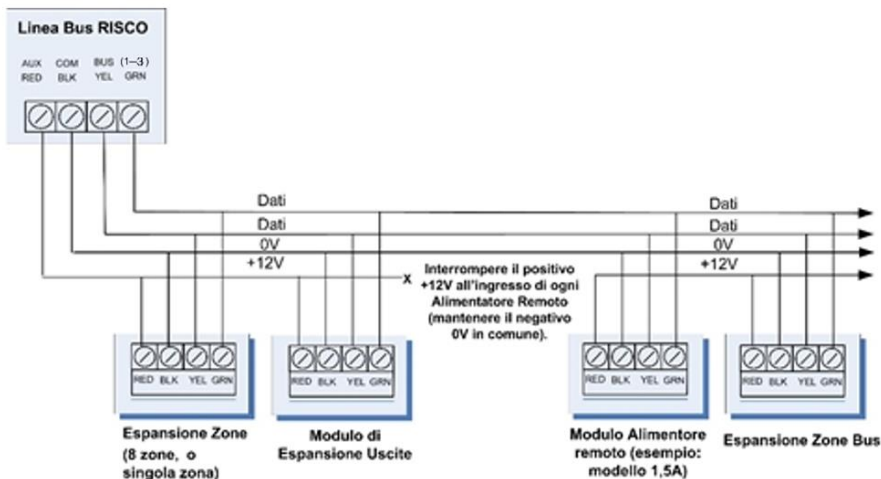 Linea Bus RISCO
AUX COM BUS (1-3)
RED BLK YEL GRN
Dati
Dati
0V
+12V
X
Interrompere il positivo
+12V all'ingresso di ogni
Alimentatore Remoto
(mantenere il negativo
0V in comune).
Dati
Dati
0V
+12V
RED BLK YEL GRN
Espansione Zone
(8 zone, o
singola zona)
RED BLK YEL GRN
Modulo di
Espansione Uscite
RED BLK YEL GRN
Modulo Alimentore
remoto (esempio:
modello 1,5A)
RED BLK YEL GRN
Espansione Zone Bus